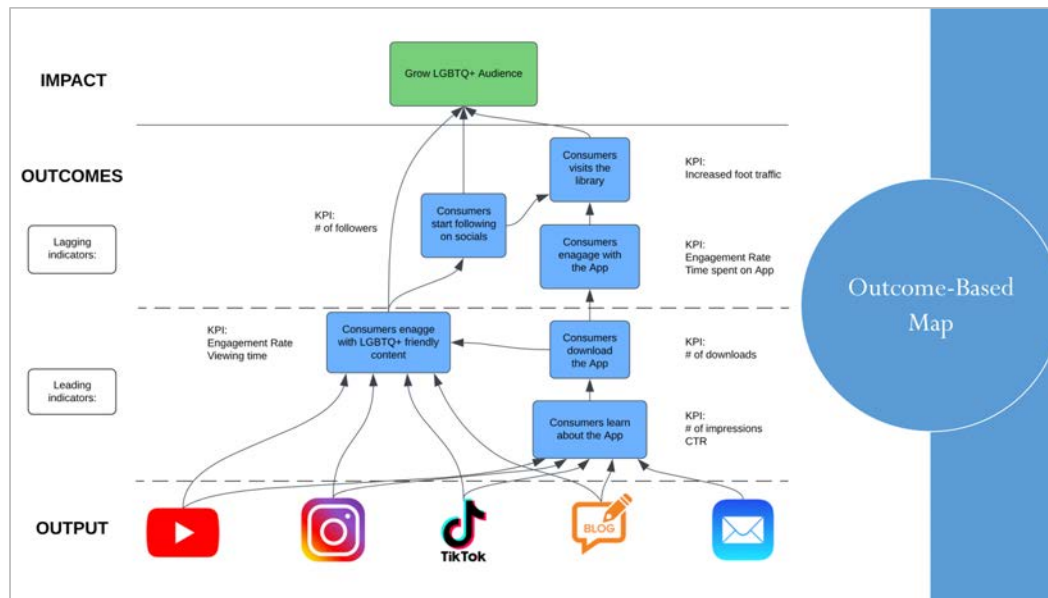 IMPACT
Grow LGBTQ+ Audience
OUTCOMES
Consumers
visits the
library
KPI:
Increased foot traffic
KPI:
# of followers
Consumers
start following
on socials
Lagging
indicators:
Consumers
enagage with
the App
KPI:
Engagement Rate
Time spent on App
Outcome-Based
Map
KPI:
Engagement Rate
Viewing time
Consumers enagge
with LGBTQ+ friendly
content
Consumers
download
the App
KPI:
# of downloads
Leading
indicators:
Consumers learn
about the App
KPI:
# of impressions
CTR
OUTPUT
TikTok
BLOG